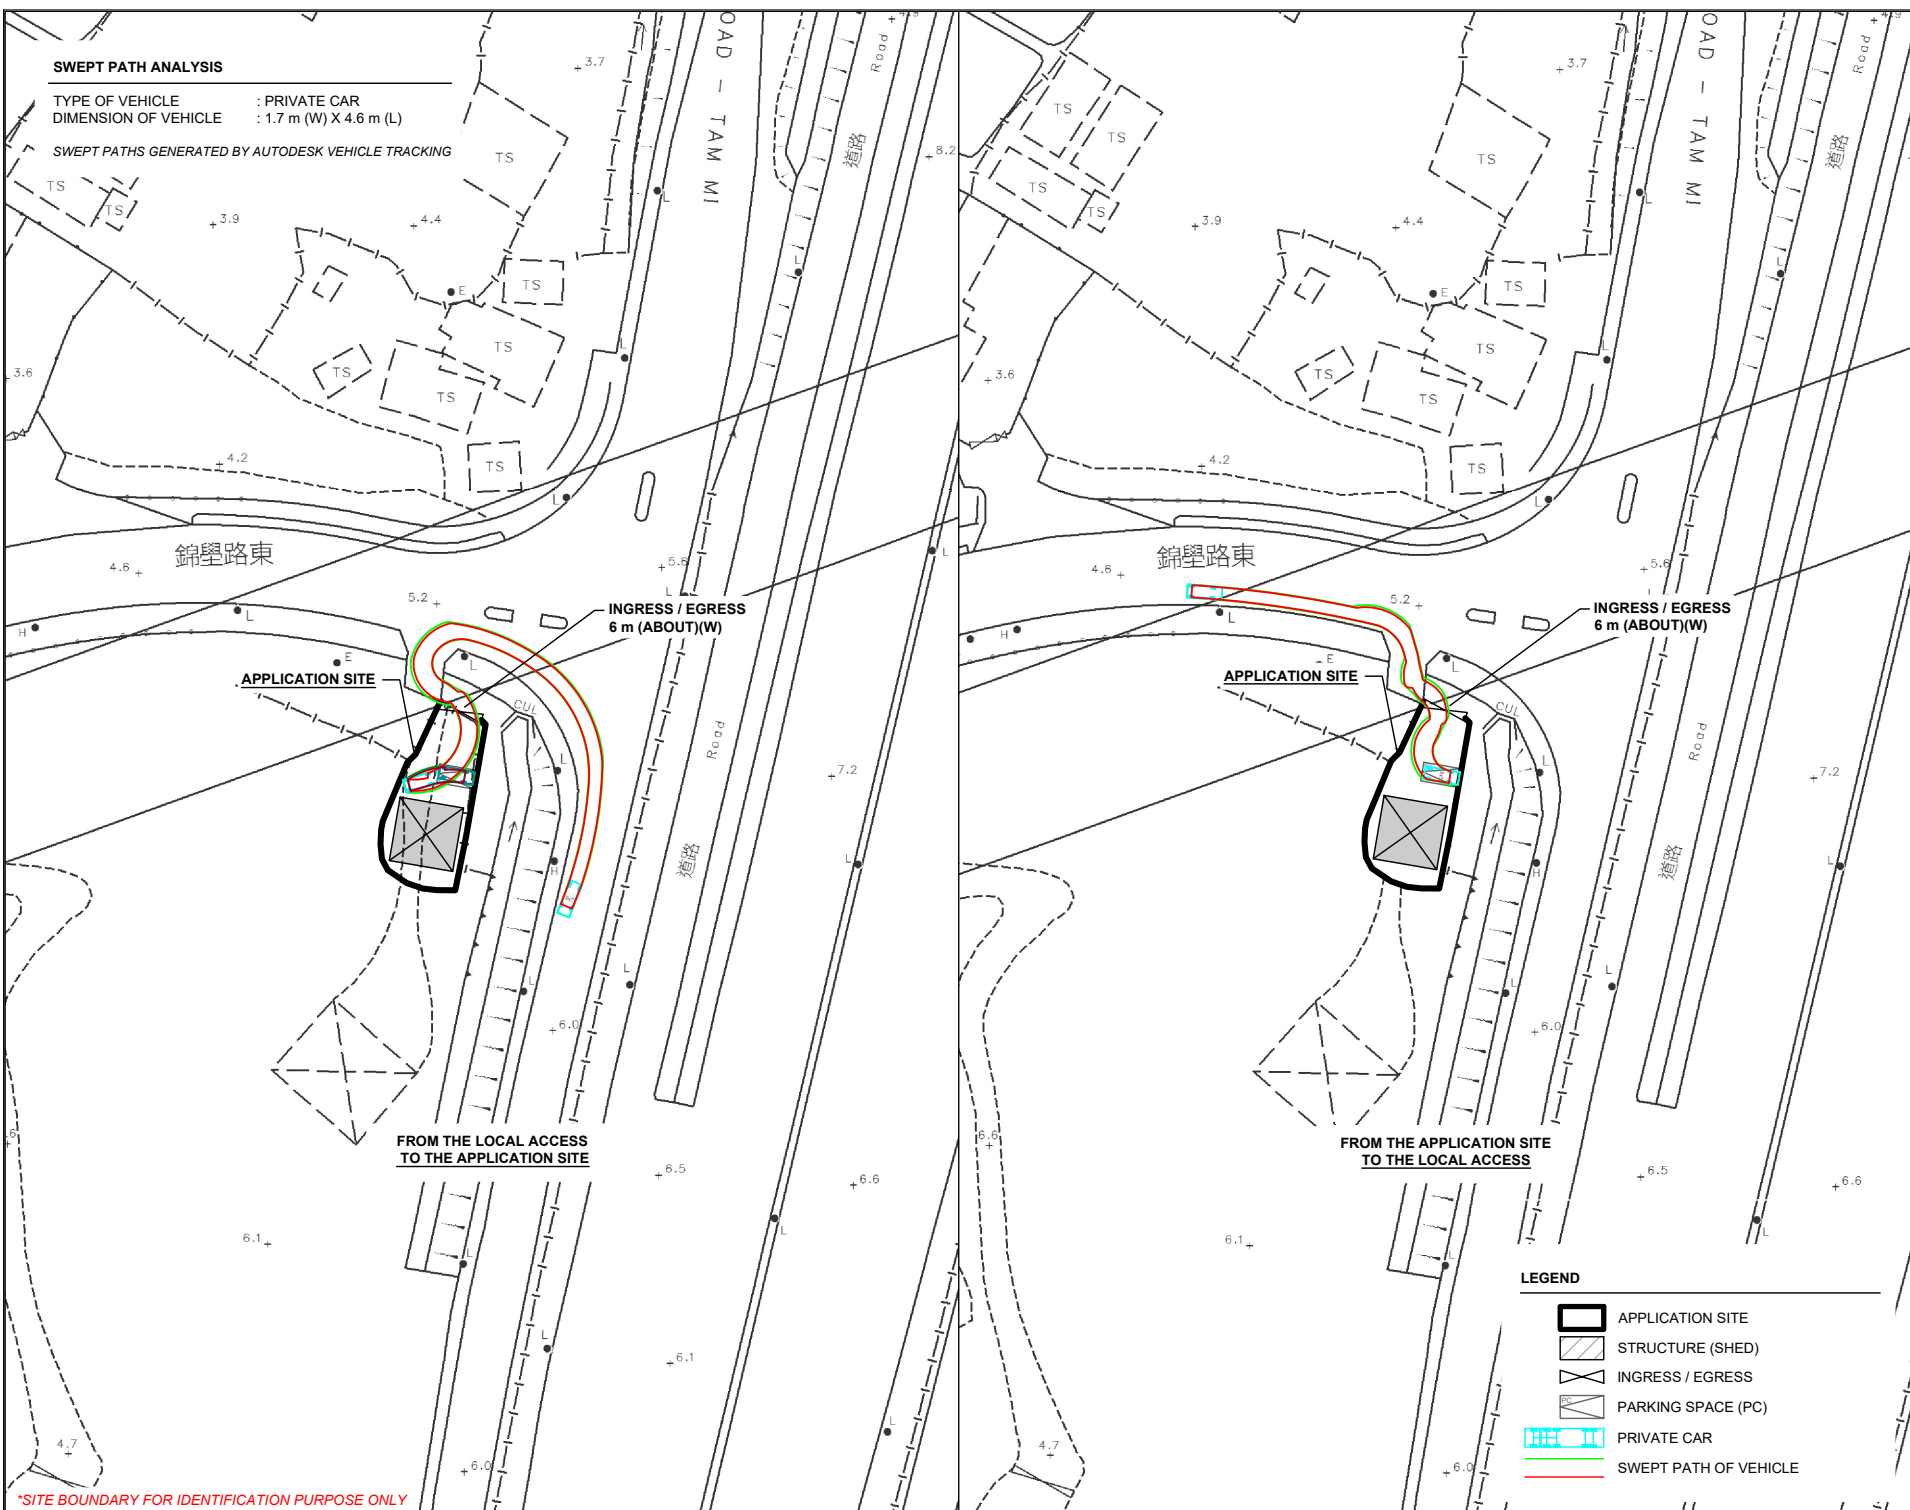 SWEPT PATH ANALYSIS
TYPE OF VEHICLE : PRIVATE CAR
DIMENSION OF VEHICLE : 1.7 m (W) X 4.6 m (L)
SWEPT PATHS GENERATED BY AUTODESK VEHICLE TRACKING
3.7
OAD - TAM MI
Road
道路
4.9
8.2
TS
TS
TS
3.9
4.4
L
E
TS
L
TS
TS
TS
3.6
L
4.2
TS
L
錦壆路東
4.6
5.6
L
L
5.2
L
H
E
L
INGRESS / EGRESS
6 m (ABOUT)(W)
APPLICATION SITE
CUL
Road
道路
L
7.2
H
L
L
L
6.0
FROM THE LOCAL ACCESS
TO THE APPLICATION SITE
6.5
6.6
6.1
L
L
L
6.1
L
4.7
6.0
*SITE BOUNDARY FOR IDENTIFICATION PURPOSE ONLY
3.7
OAD - TAM MI
Road
道路
4.9
TS
TS
TS
TS
TS
3.9
4.4
L
L
E
TS
TS
TS
TS
3.6
L
4.2
TS
L
錦壆路東
4.6
5.6
L
5.2
L
H
E
L
INGRESS / EGRESS
6 m (ABOUT)(W)
APPLICATION SITE
CUL
Road
道路
L
7.2
H
L
L
L
6.0
6.6
FROM THE APPLICATION SITE
TO THE LOCAL ACCESS
6.5
6.6
6.1
L
L
4.7
6.0
LEGEND
APPLICATION SITE
STRUCTURE (SHED)
INGRESS / EGRESS
PC
PARKING SPACE (PC)
PRIVATE CAR
SWEPT PATH OF VEHICLE